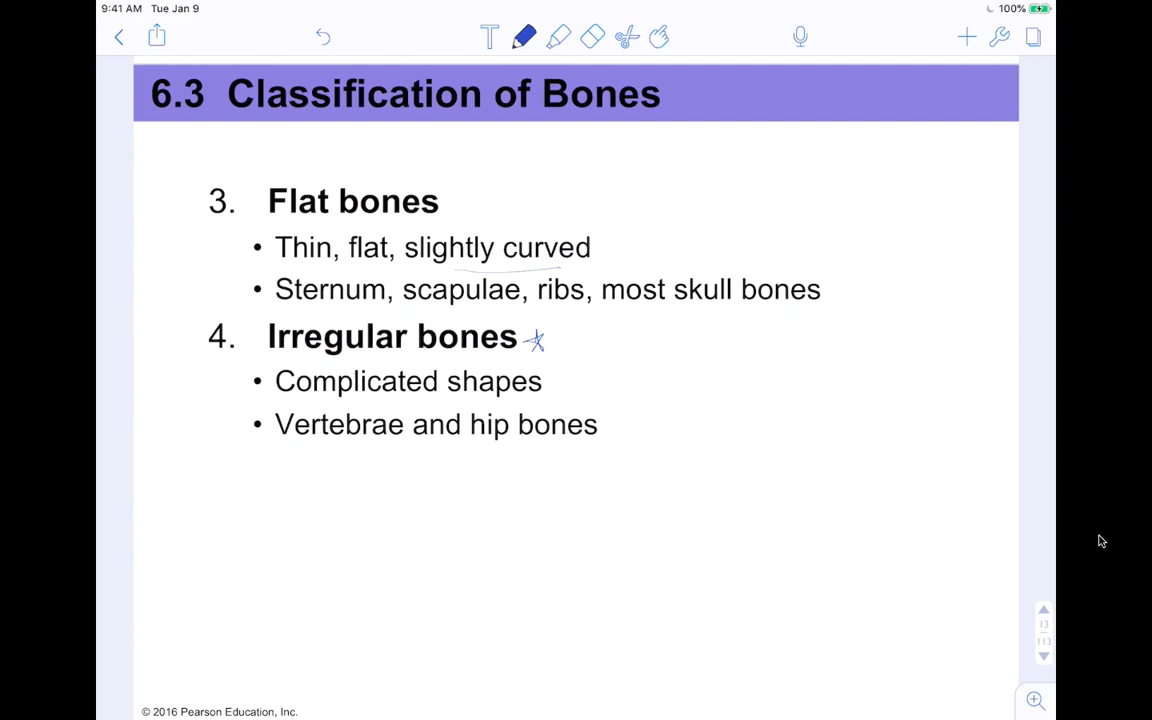 9:41 AM Tue Jan 9 100%
6.3 Classification of Bones
3. Flat bones
• Thin, flat, slightly curved
• Sternum, scapulae, ribs, most skull bones
4. Irregular bones
• Complicated shapes
• Vertebrae and hip bones
13
113
© 2016 Pearson Education, Inc.